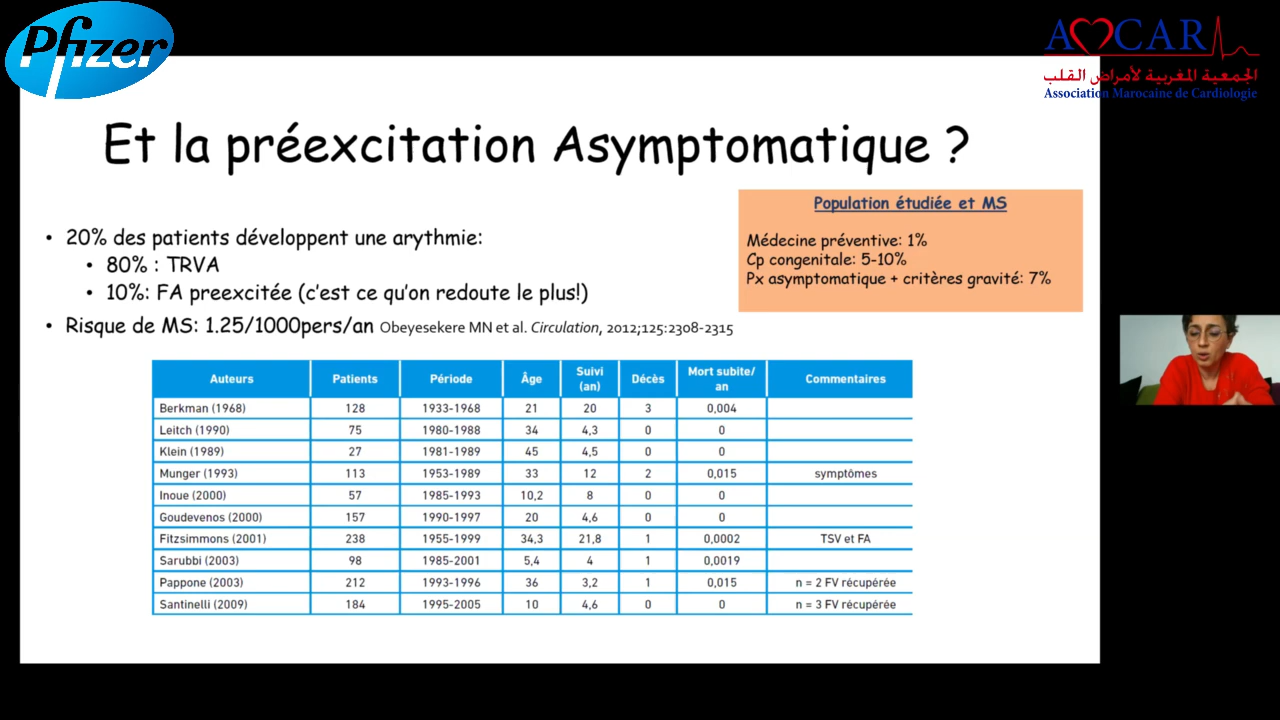 Pfizer
AMCAR
الجمعية المغربية لأمراض القلب
Association Marocaine de Cardiologie
Et la préexcitation Asymptomatique ?
• 20% des patients développent une arythmie:
• 80% : TRVA
• 10%: FA preexcitée (c’est ce qu’on redoute le plus!)
• Risque de MS: 1.25/1000pers/an Obeyesekere MN et al. Circulation, 2012;125:2308-2315
Population étudiée et MS
Médecine préventive: 1%
Cp congenitale: 5-10%
Px asymptomatique + critères gravité: 7%
Auteurs Patients Période Âge Suivi (an) Décès Mort subite/ an Commentaires
Berkman (1968) 128 1933-1968 21 20 3 0,004
Leitch (1990) 75 1980-1988 34 4,3 0 0
Klein (1989) 27 1981-1989 45 4,5 0 0
Munger (1993) 113 1953-1989 33 12 2 0,015 symptômes
Inoue (2000) 57 1985-1993 10,2 8 0 0
Goudevenos (2000) 157 1990-1997 20 4,6 0 0
Fitzsimmons (2001) 238 1955-1999 34,3 21,8 1 0,0002 TSV et FA
Sarubbi (2003) 98 1985-2001 5,4 4 1 0,0019
Pappone (2003) 212 1993-1996 36 3,2 1 0,015 n = 2 FV récupérée
Santinelli (2009) 184 1995-2005 10 4,6 0 0 n = 3 FV récupérée